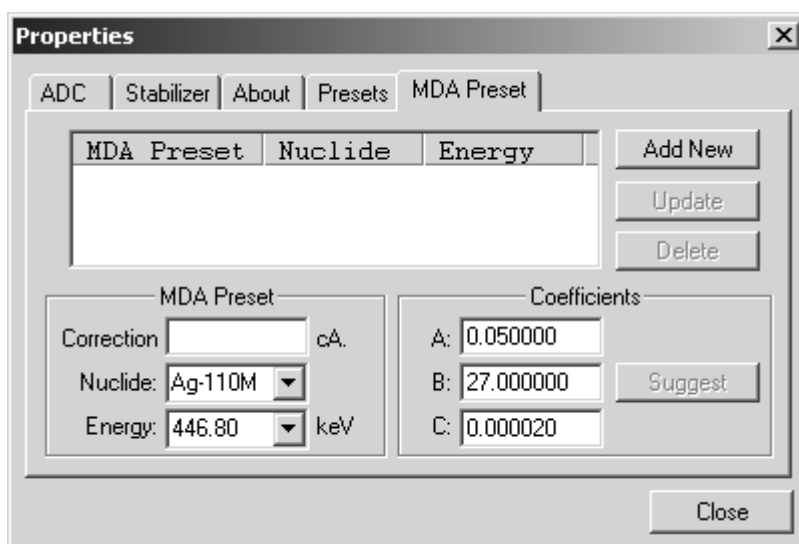 Properties
ADC Stabilizer About Presets MDA Preset
MDA Preset Nuclide Energy
Add New
Update
Delete
MDA Preset
Correction cA.
Nuclide: Ag-110M
Energy: 446.80 keV
Coefficients
A: 0.050000
B: 27.000000
C: 0.000020
Suggest
Close